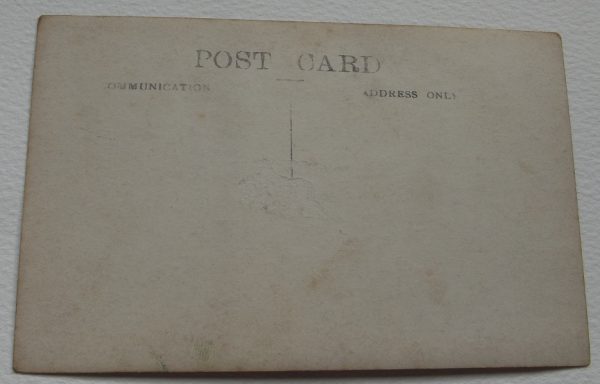 POST CARD
COMMUNICATION ADDRESS ONLY